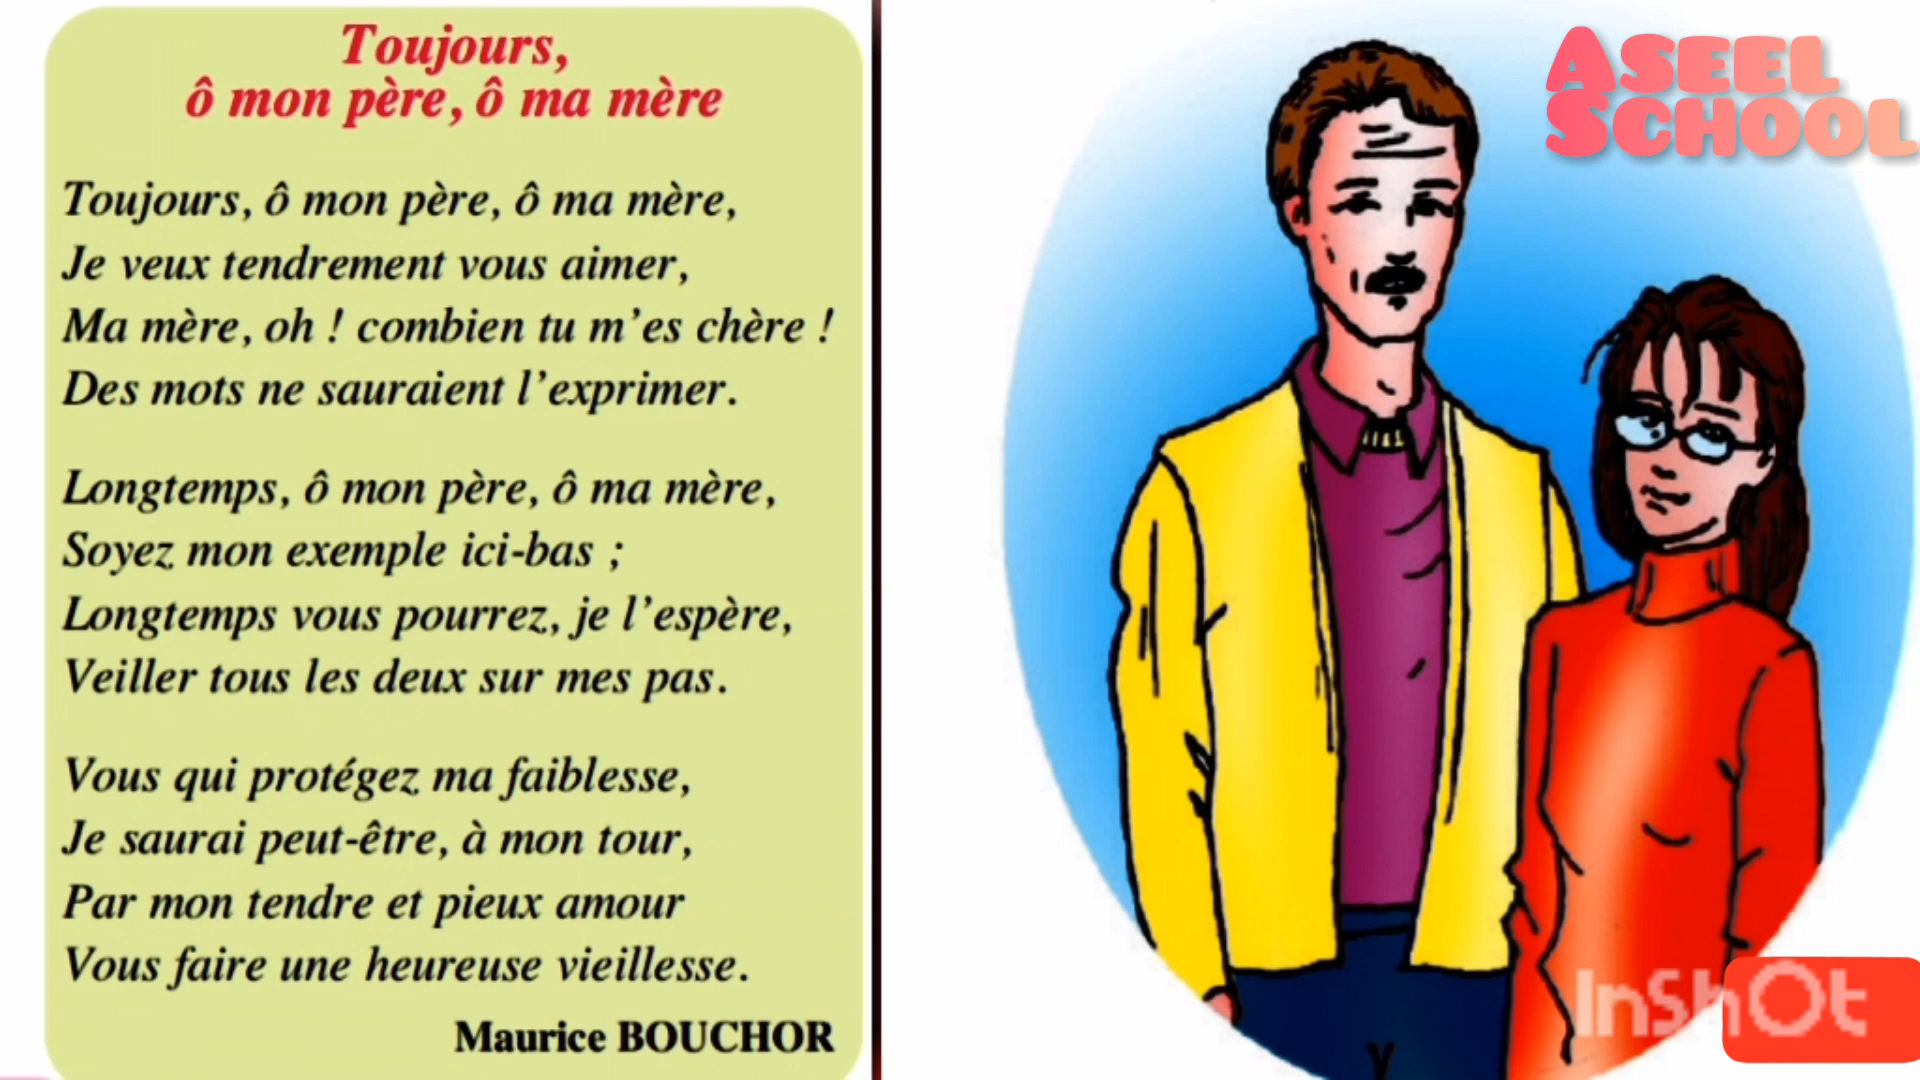 Toujours,
ô mon père, ô ma mère
Toujours, ô mon père, ô ma mère,
Je veux tendrement vous aimer,
Ma mère, oh ! combien tu m'es chère !
Des mots ne sauraient l'exprimer.
Longtemps, ô mon père, ô ma mère,
Soyez mon exemple ici-bas ;
Longtemps vous pourrez, je l'espère,
Veiller tous les deux sur mes pas.
Vous qui protégez ma faiblesse,
Je saurai peut-être, à mon tour,
Par mon tendre et pieux amour
Vous faire une heureuse vieillesse.
Maurice BOUCHOR
ASEEL
SCHOOL
InShOt